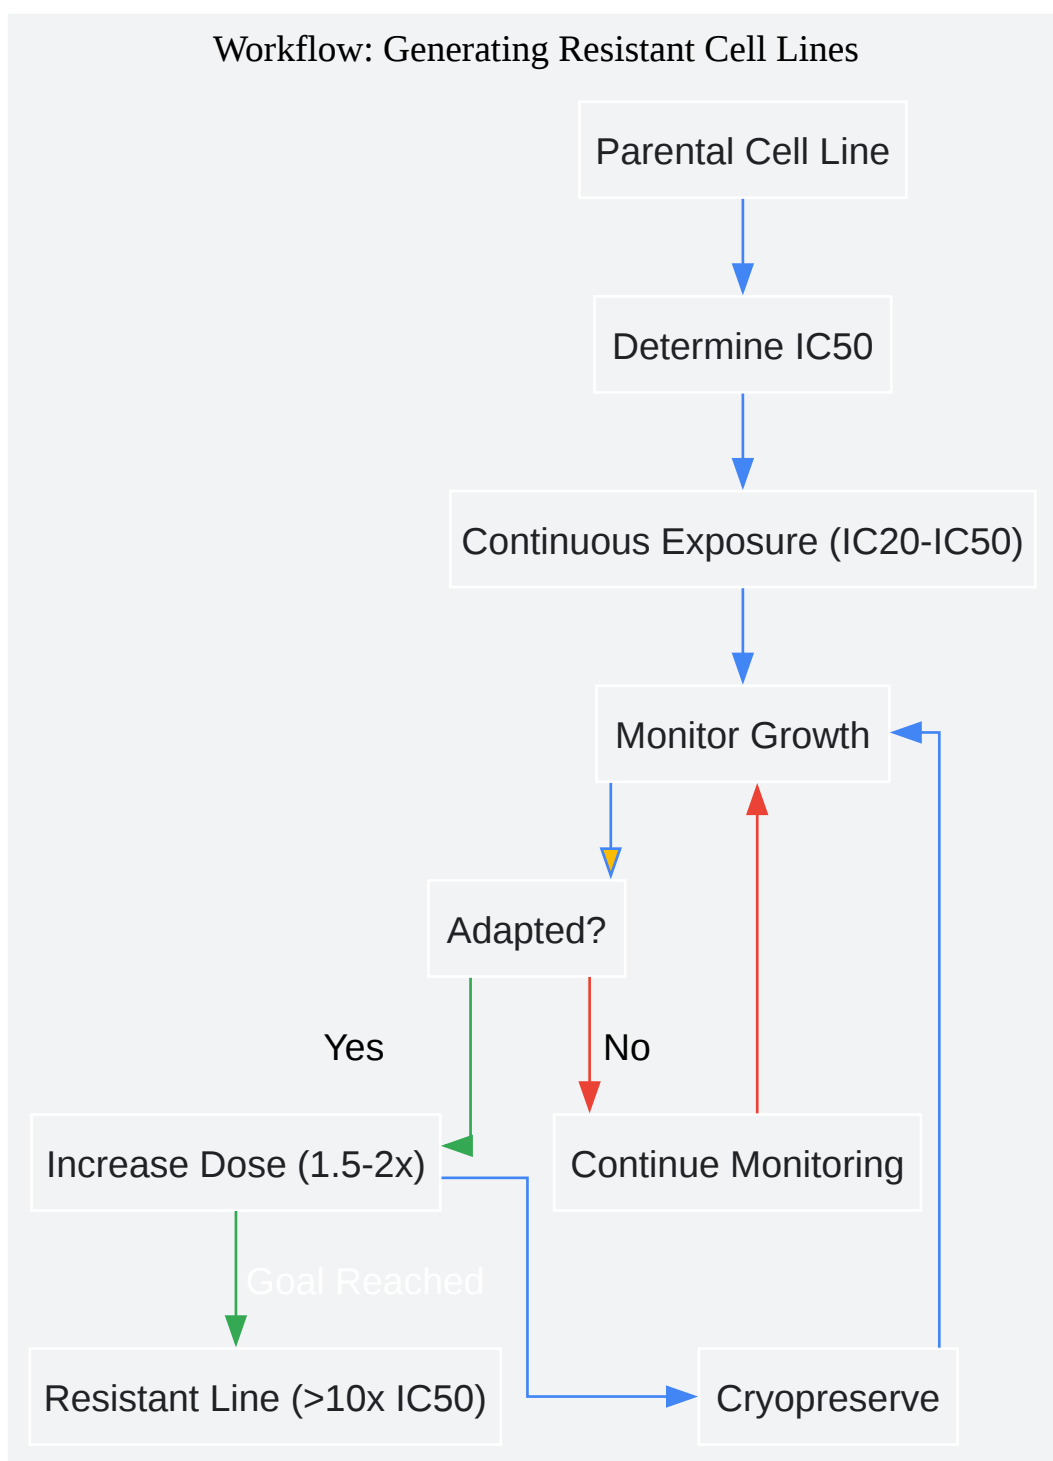 Workflow: Generating Resistant Cell Lines
Parental Cell Line
Determine IC50
Continuous Exposure (IC20-IC50)
Monitor Growth
Adapted?
Yes
No
Increase Dose (1.5-2x)
Continue Monitoring
Goal Reached
Resistant Line (>10x IC50)
Cryopreserve